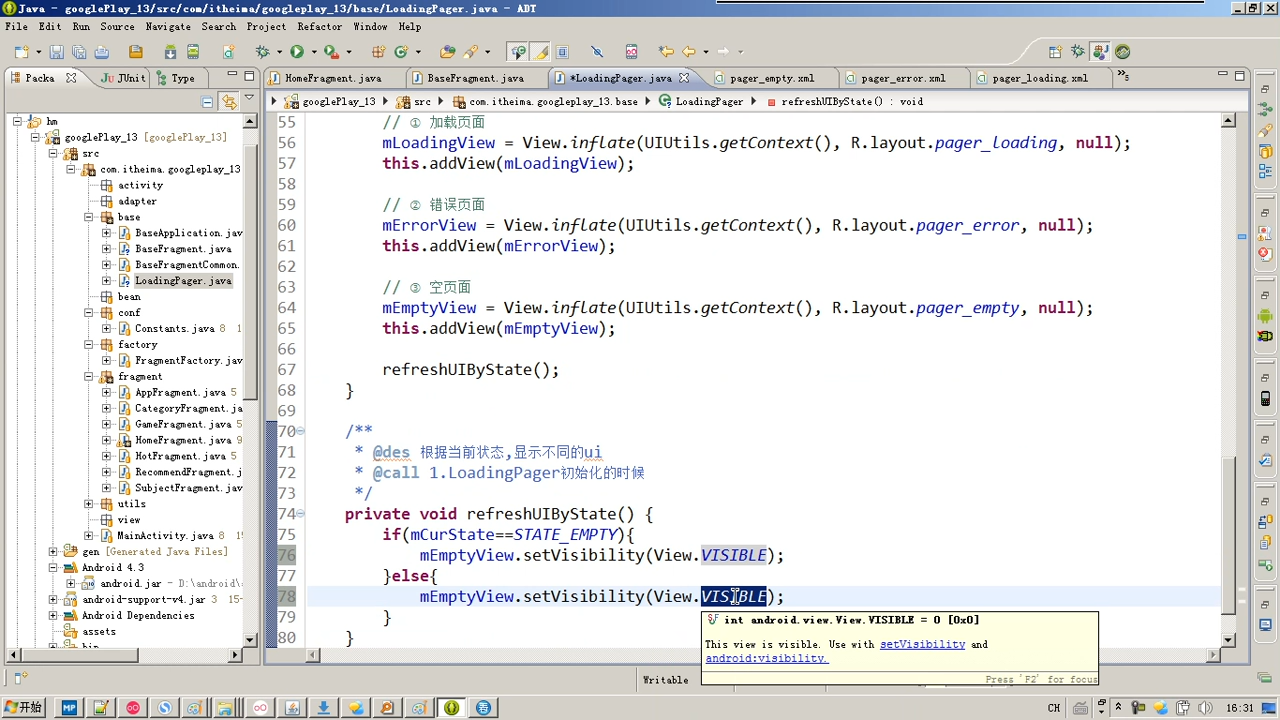 Java - googlePlay_13/src/com/itheima/googleplay_13/base/LoadingPager.java - ADT
File Edit Run Source Navigate Search Project Refactor Window Help
Packa JUnit Type
HomeFragment.java BaseFragment.java *LoadingPager.java pager_empty.xml pager_error.xml pager_loading.xml »5
googlePlay_13 src com.itheima.googleplay_13.base LoadingPager refreshUIByState() : void
hm
googlePlay_13 [googlePlay_13]
src
com.itheima.googleplay_13
activity
adapter
base
BaseApplication.jav
BaseFragment.java
BaseFragmentCommon.
LoadingPager.java
bean
conf
Constants.java 8 1
factory
FragmentFactory.jav
fragment
AppFragment.java 5
CategoryFragment.ja
GameFragment.java
HomeFragment.java 9
HotFragment.java
RecommendFragment.j
SubjectFragment.jav
utils
view
MainActivity.java 8 15
gen [Generated Java Files]
Android 4.3
android.jar - D:\android\
android-support-v4.jar 3 15-
Android Dependencies
assets
bin
55 // ① 加载页面
56 mLoadingView = View.inflate(UIUtils.getContext(), R.layout.pager_loading, null);
57 this.addView(mLoadingView);
58
59 // ② 错误页面
60 mErrorView = View.inflate(UIUtils.getContext(), R.layout.pager_error, null);
61 this.addView(mErrorView);
62
63 // ③ 空页面
64 mEmptyView = View.inflate(UIUtils.getContext(), R.layout.pager_empty, null);
65 this.addView(mEmptyView);
66
67 refreshUIByState();
68 }
69
70 /**
71 * @des 根据当前状态,显示不同的ui
72 * @call 1.LoadingPager初始化的时候
73 */
74 private void refreshUIByState() {
75 if(mCurState==STATE_EMPTY){
76 mEmptyView.setVisibility(View.VISIBLE);
77 }else{
78 mEmptyView.setVisibility(View.VISIBLE);
79 }
80 }
int android.view.View.VISIBLE = 0 [0x0]
This view is visible. Use with setVisibility and
android:visibility.
Press 'F2' for focus
Writable
开始
CH
16:31